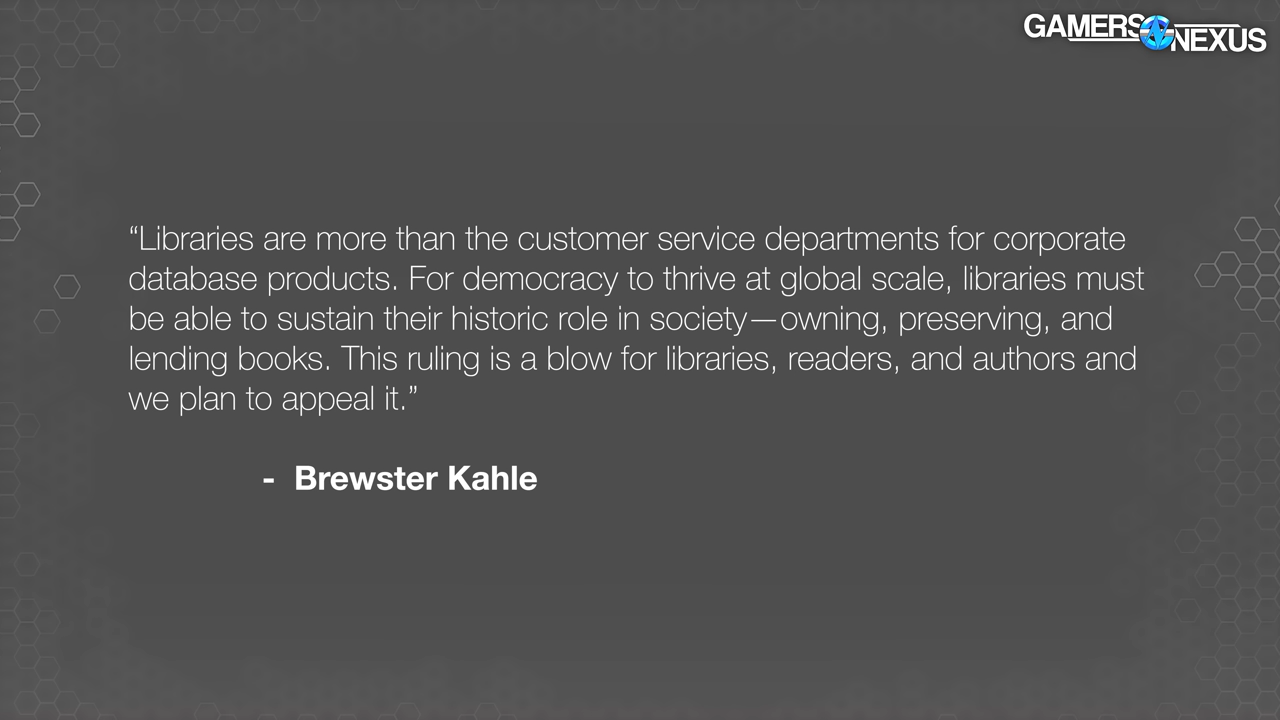 GAMERS NEXUS
“Libraries are more than the customer service departments for corporate
database products. For democracy to thrive at global scale, libraries must
be able to sustain their historic role in society—owning, preserving, and
lending books. This ruling is a blow for libraries, readers, and authors and
we plan to appeal it.”
- Brewster Kahle